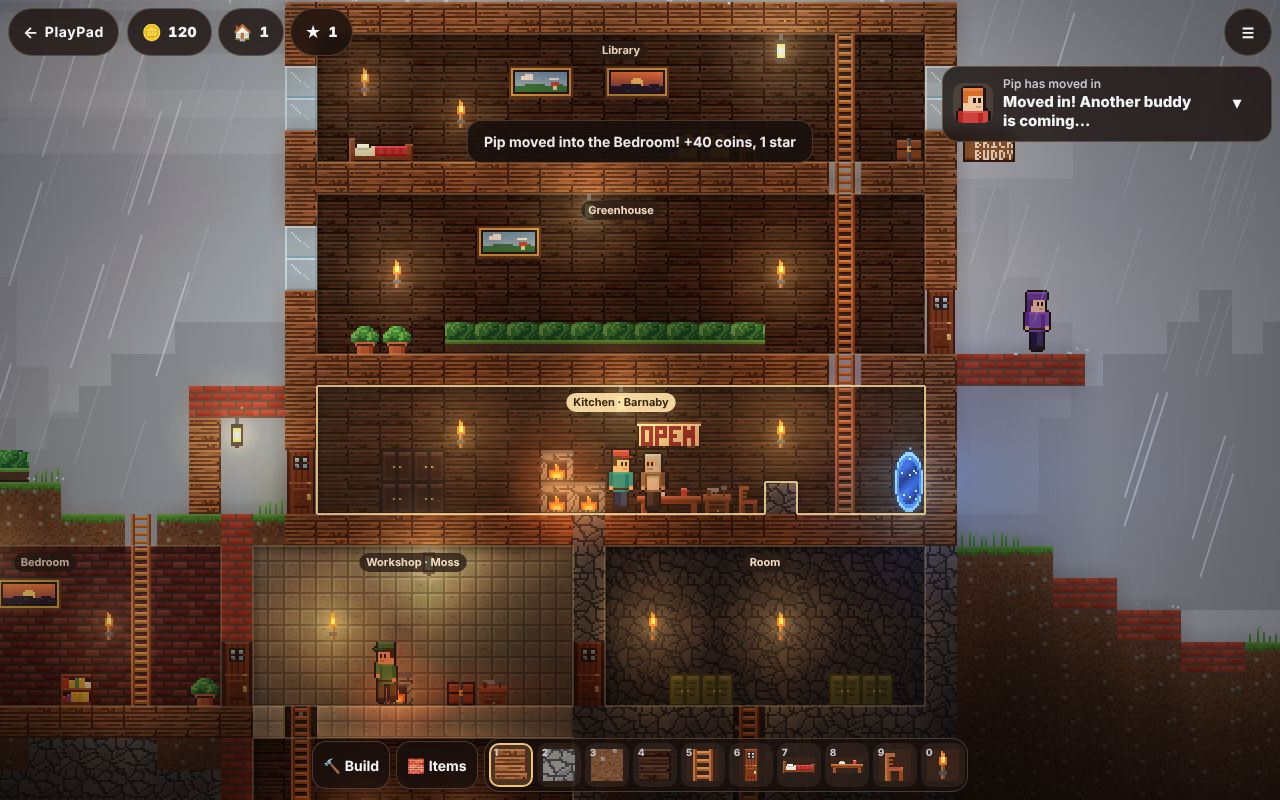 ← PlayPad
120
1
★ 1
Library
Pip has moved in
Moved in! Another buddy
is coming...
BRICK
BUDDY
Pip moved into the Bedroom! +40 coins, 1 star
Greenhouse
Kitchen · Barnaby
OPEN
Bedroom
Workshop · Moss
Room
Build
Items
1
2
3
4
5
6
7
8
9
0